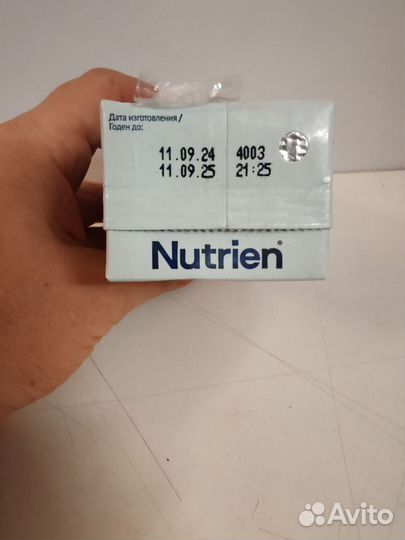 Дата изготовления /
Годен до:
11.09.24 4003
11.09.25 21:25
Nutrien®
Avito